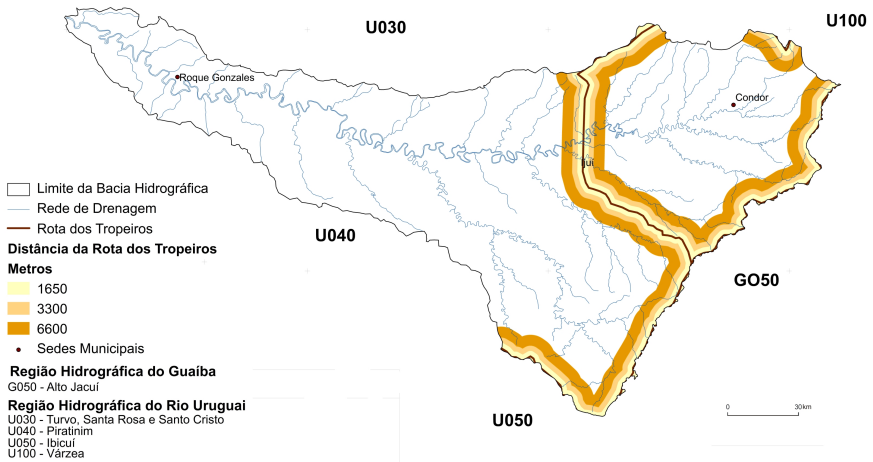 U030
U100
Roque Gonzales
Condor
Ijuí
Limite da Bacia Hidrográfica
Rede de Drenagem
Rota dos Tropeiros
Distância da Rota dos Tropeiros
Metros
1650
3300
6600
Sedes Municipais
U040
GO50
U050
0 30km
Região Hidrográfica do Guaíba
G050 - Alto Jacuí
Região Hidrográfica do Rio Uruguai
U030 - Turvo, Santa Rosa e Santo Cristo
U040 - Piratinim
U050 - Ibicuí
U100 - Várzea